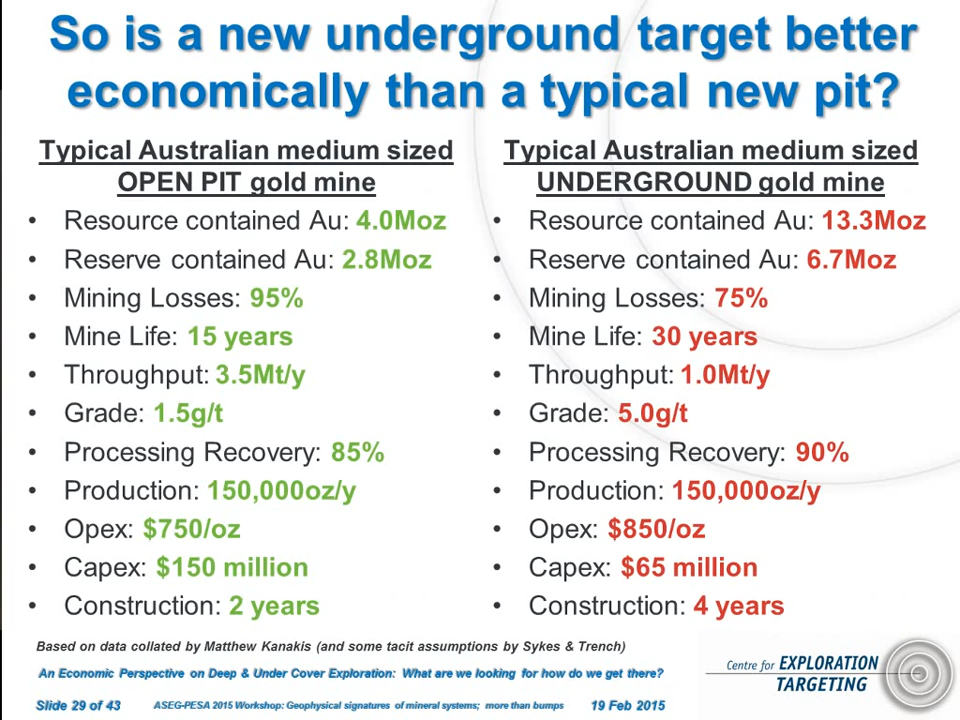 So is a new underground target better
economically than a typical new pit?
Typical Australian medium sized
OPEN PIT gold mine
• Resource contained Au: 4.0Moz
• Reserve contained Au: 2.8Moz
• Mining Losses: 95%
• Mine Life: 15 years
• Throughput: 3.5Mt/y
• Grade: 1.5g/t
• Processing Recovery: 85%
• Production: 150,000oz/y
• Opex: $750/oz
• Capex: $150 million
• Construction: 2 years
Typical Australian medium sized
UNDERGROUND gold mine
• Resource contained Au: 13.3Moz
• Reserve contained Au: 6.7Moz
• Mining Losses: 75%
• Mine Life: 30 years
• Throughput: 1.0Mt/y
• Grade: 5.0g/t
• Processing Recovery: 90%
• Production: 150,000oz/y
• Opex: $850/oz
• Capex: $65 million
• Construction: 4 years
Based on data collated by Matthew Kanakis (and some tacit assumptions by Sykes & Trench)
An Economic Perspective on Deep & Under Cover Exploration: What are we looking for how do we get there?
Slide 29 of 43 ASEG-PESA 2015 Workshop: Geophysical signatures of mineral systems; more than bumps 19 Feb 2015
Centre for EXPLORATION
TARGETING